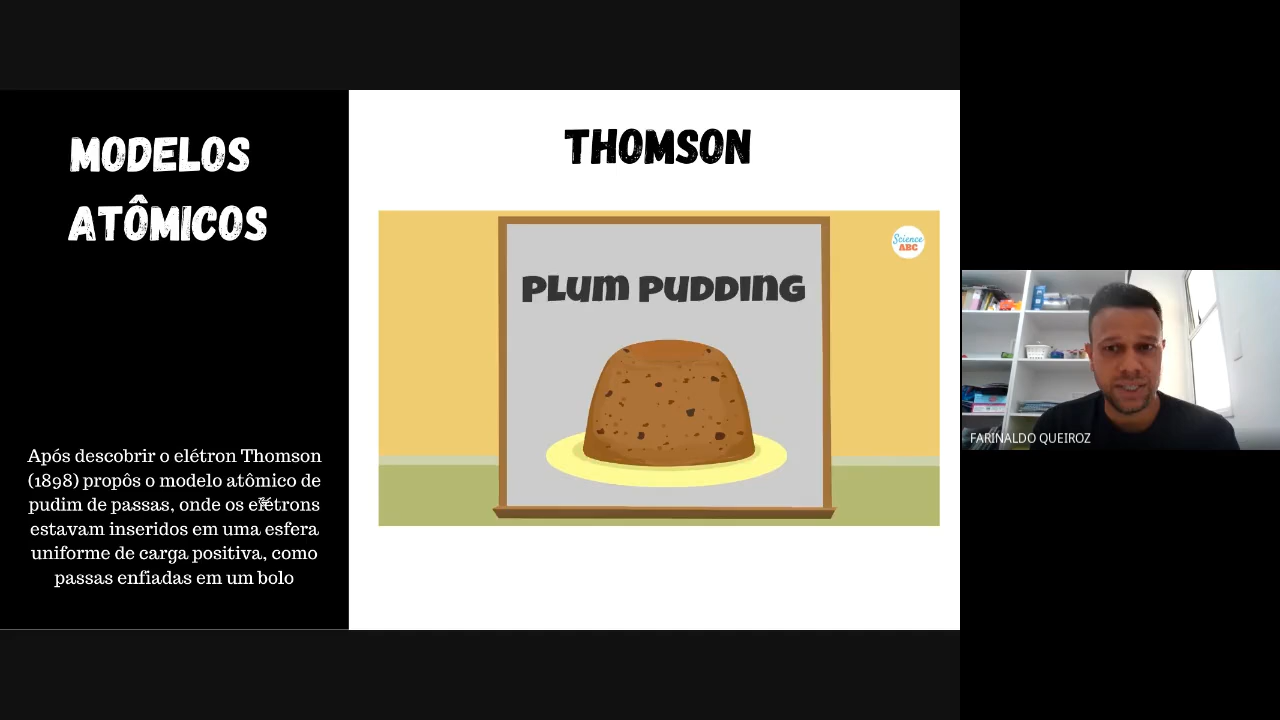 MODELOS
ATÔMICOS
Após descobrir o elétron Thomson
(1898) propôs o modelo atômico de
pudim de passas, onde os elétrons
estavam inseridos em uma esfera
uniforme de carga positiva, como
passas enfiadas em um bolo
THOMSON
Science
ABC
PLUM PUDDING
FARINALDO QUEIROZ